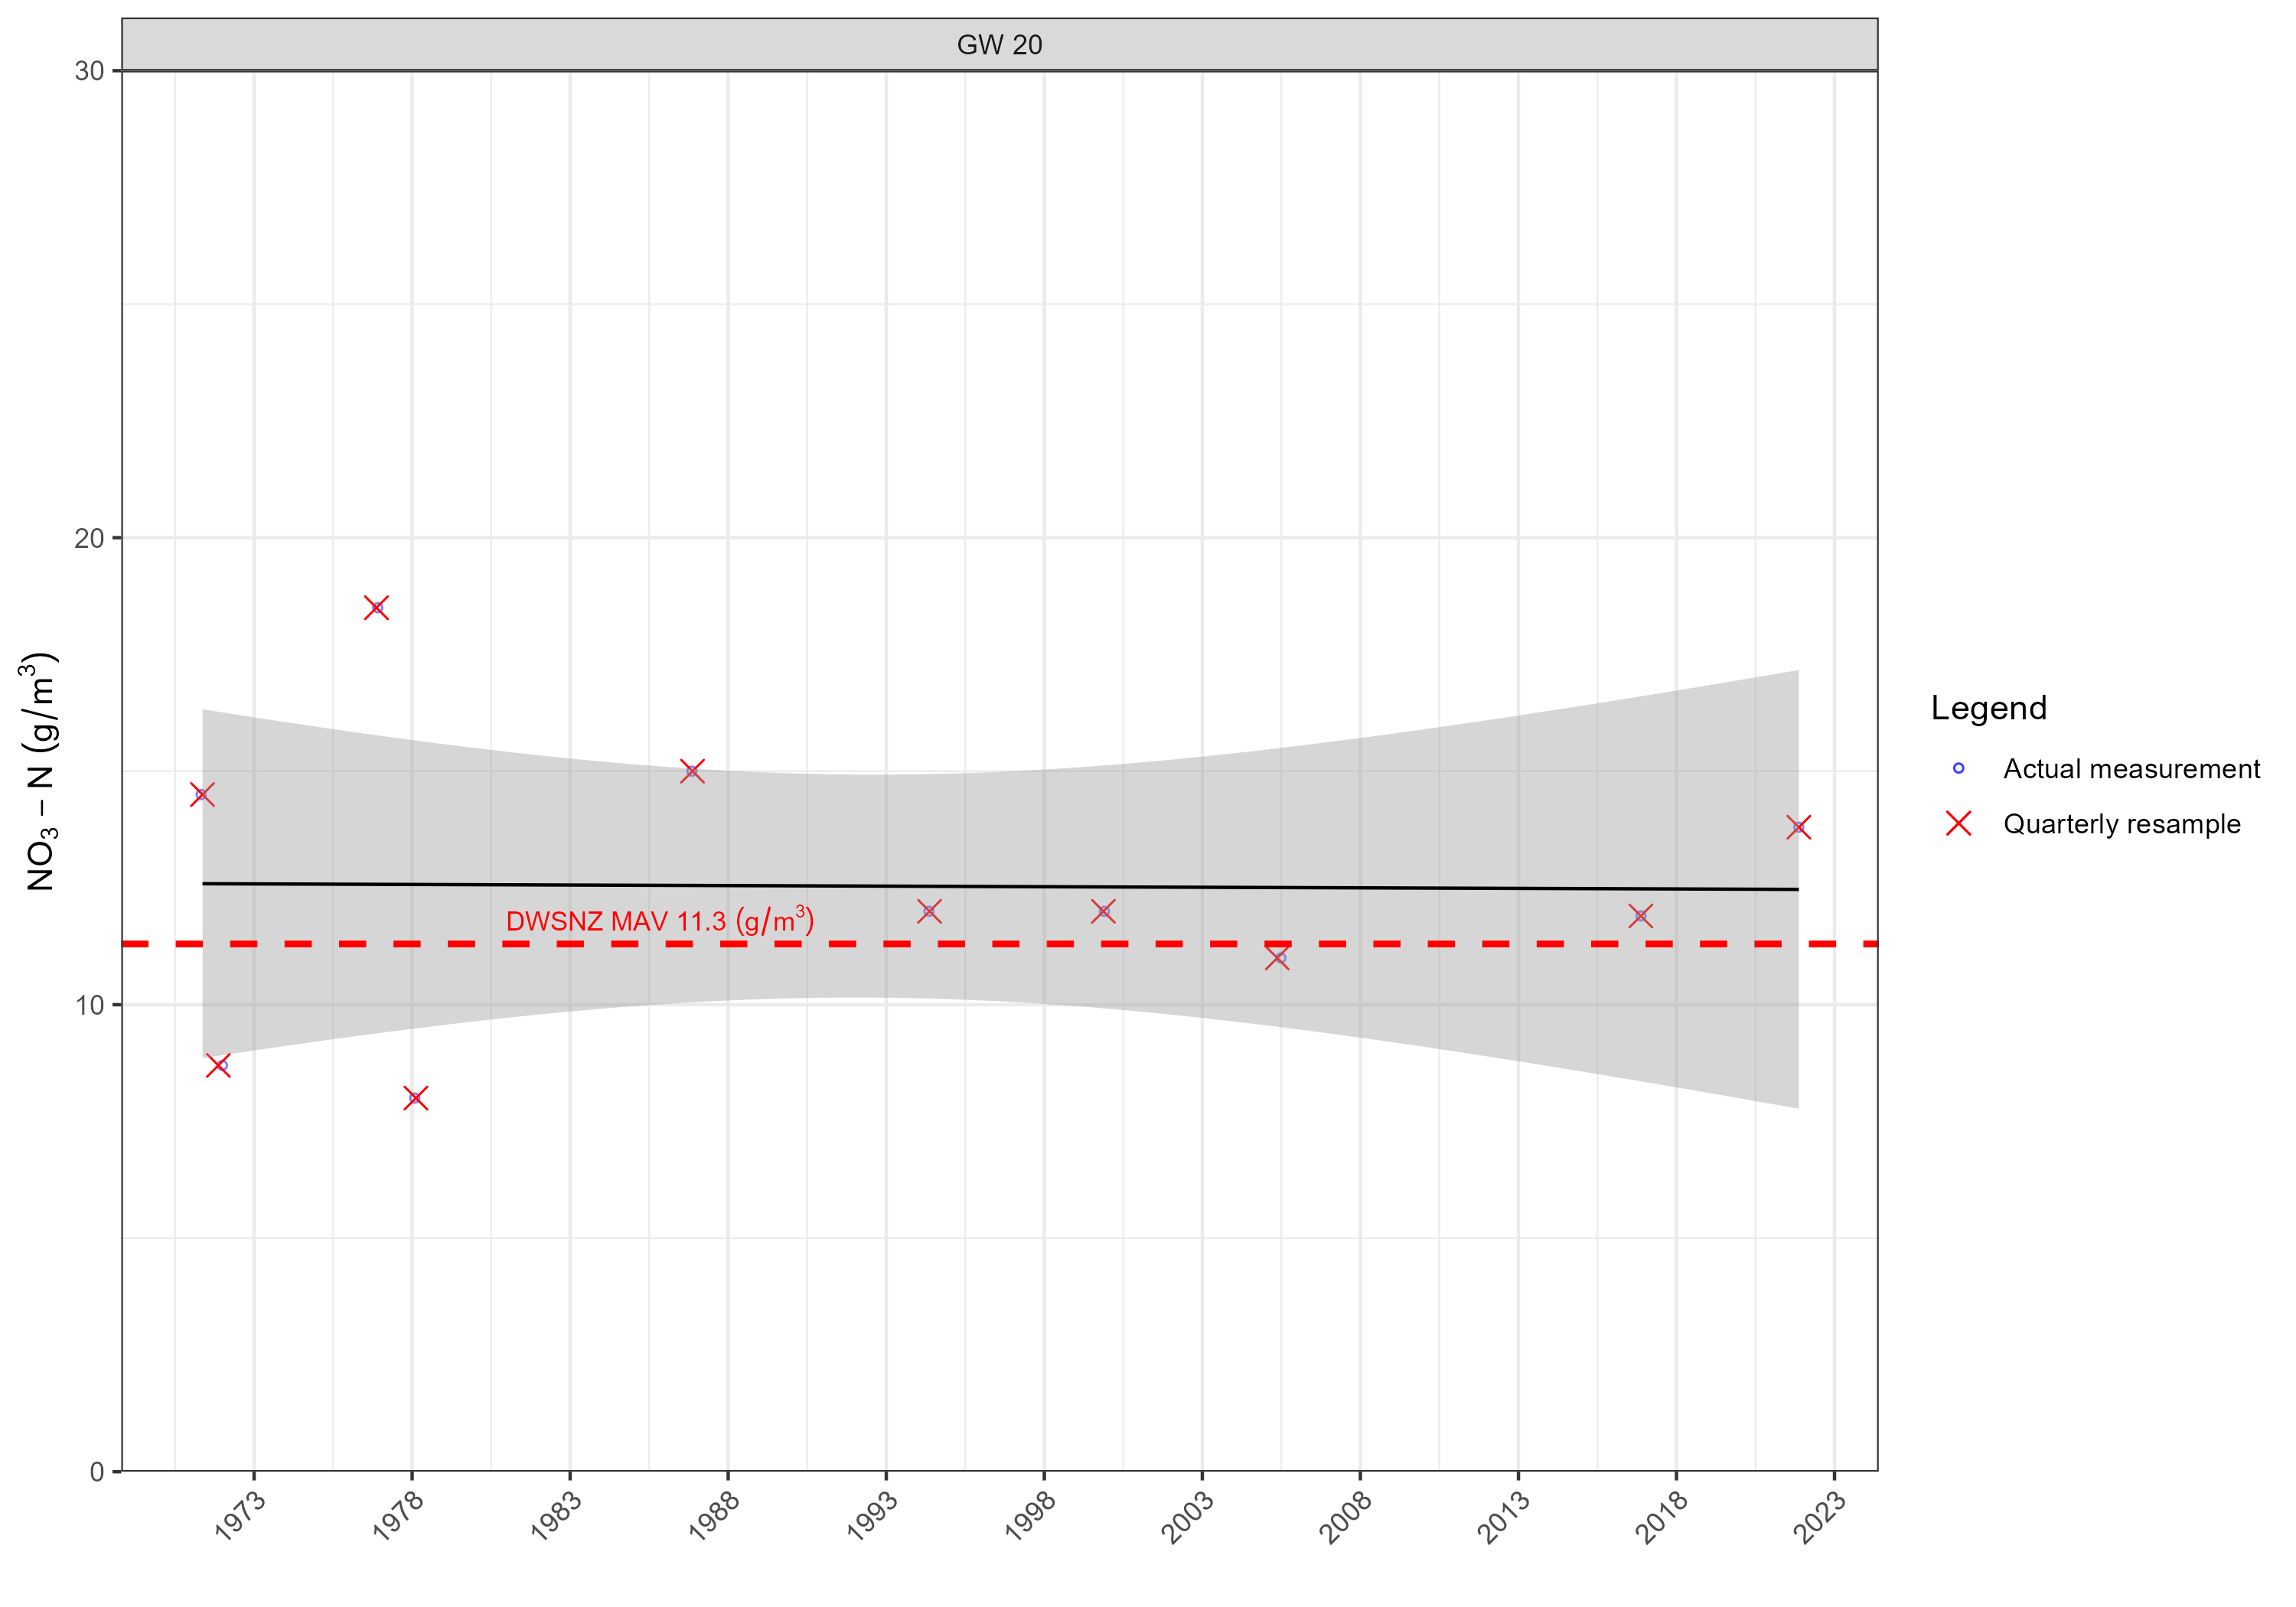 GW 20
30
20
10
0
NO₃ – N (g/m³)
DWSNZ MAV 11.3 (g/m³)
1973
1978
1983
1988
1993
1998
2003
2008
2013
2018
2023
Legend
Actual measurement
Quarterly resample